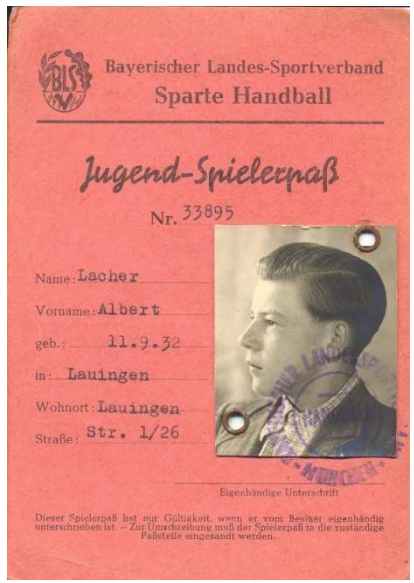 BLSV
Bayerischer Landes-Sportverband
Sparte Handball
Jugend-Spielerpaß
Nr. 33895
Name: Lacher
Vorname: Albert
geb.: 11.9.32
in: Lauingen
Wohnort: Lauingen
Straße: Str. 1/26
MÜNCHEN
Eigenhändige Unterschrift
Dieser Spielerpaß hat nur Gültigkeit, wenn er vom Besitzer eigenhändig
unterschrieben ist. – Zur Umschreibung muß der Spielerpaß in die zuständige
Paßstelle eingesandt werden.